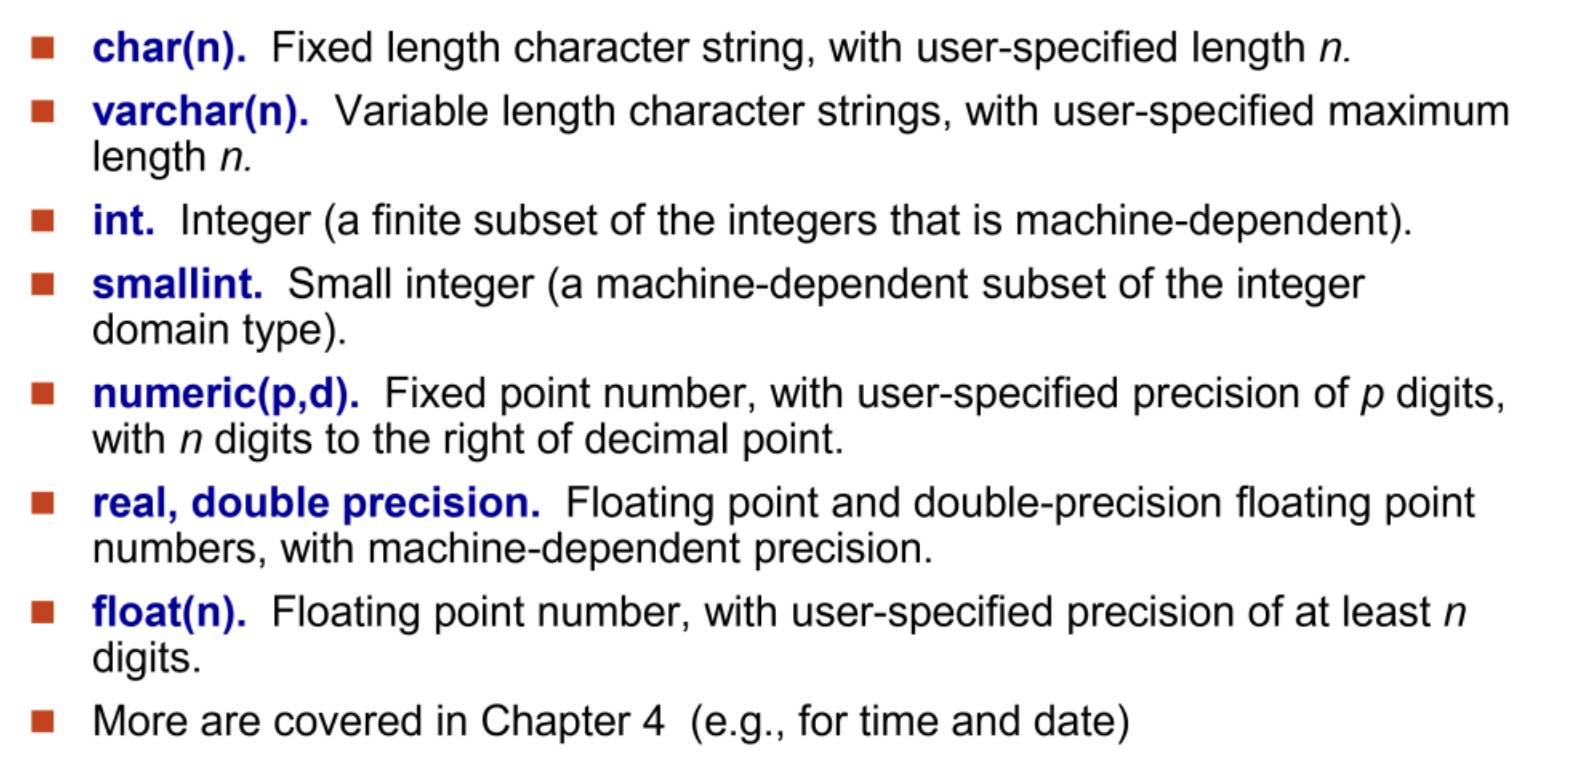 char(n). Fixed length character string, with user-specified length n.
varchar(n). Variable length character strings, with user-specified maximum
length n.
int. Integer (a finite subset of the integers that is machine-dependent).
smallint. Small integer (a machine-dependent subset of the integer
domain type).
numeric(p,d). Fixed point number, with user-specified precision of p digits,
with n digits to the right of decimal point.
real, double precision. Floating point and double-precision floating point
numbers, with machine-dependent precision.
float(n). Floating point number, with user-specified precision of at least n
digits.
More are covered in Chapter 4 (e.g., for time and date)